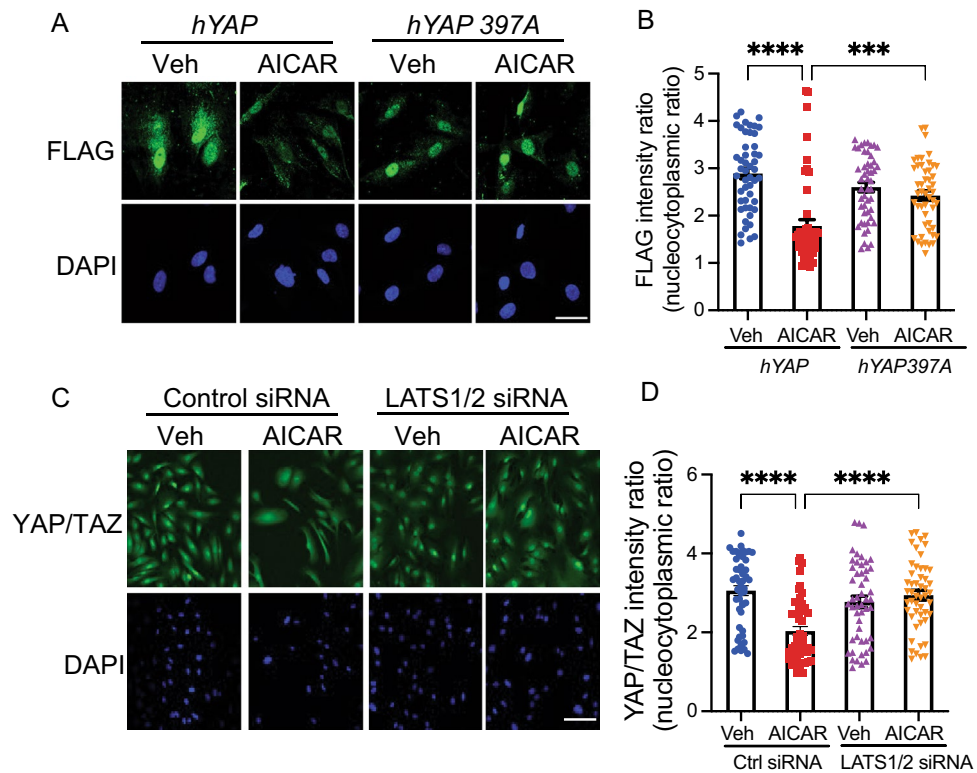 A
hYAP
hYAP 397A
Veh
AICAR
Veh
AICAR
FLAG
DAPI
B
**** ***
FLAG intensity ratio
(nucleocytoplasmic ratio)
5
4
3
2
1
0
Veh AICAR Veh AICAR
hYAP hYAP397A
C
Control siRNA
LATS1/2 siRNA
Veh
AICAR
Veh
AICAR
YAP/TAZ
DAPI
D
**** ****
YAP/TAZ intensity ratio
(nucleocytoplasmic ratio)
6
4
2
0
Veh AICAR Veh AICAR
Ctrl siRNA LATS1/2 siRNA